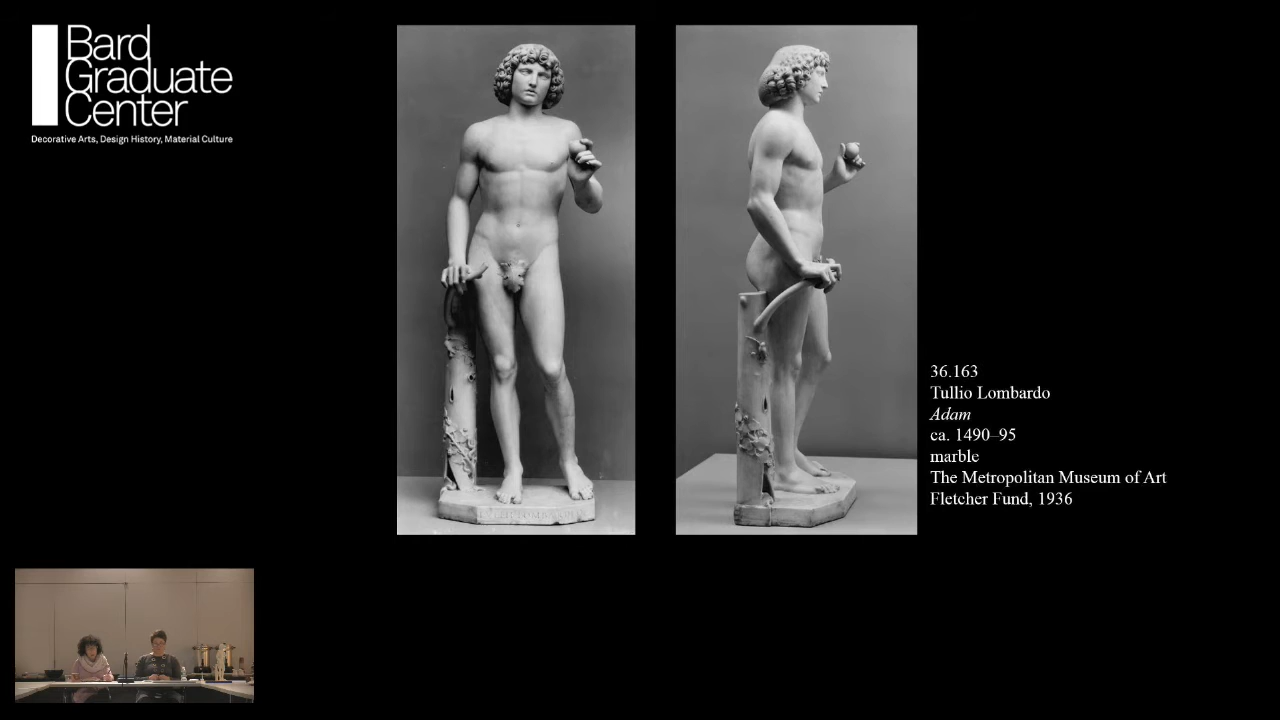 Bard
Graduate
Center
Decorative Arts, Design History, Material Culture
36.163
Tullio Lombardo
Adam
ca. 1490–95
marble
The Metropolitan Museum of Art
Fletcher Fund, 1936